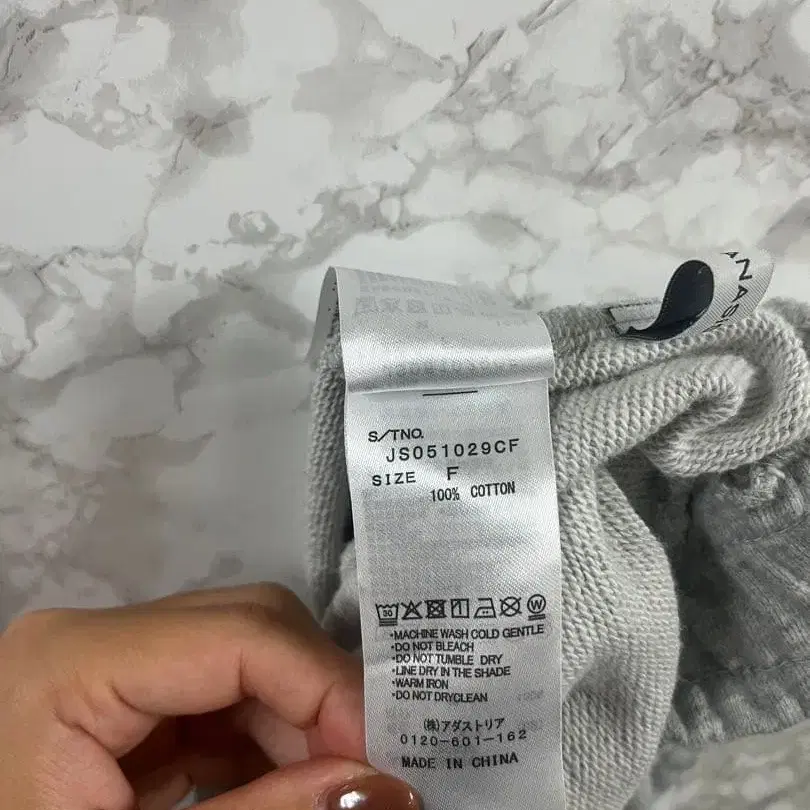 S/TNO.
JS051029CF
SIZE F
100% COTTON
30
•MACHINE WASH COLD GENTLE
•DO NOT BLEACH
•DO NOT TUMBLE DRY
•LINE DRY IN THE SHADE
•WARM IRON
•DO NOT DRYCLEAN
(株)アダストリア
0120-601-162
MADE IN CHINA